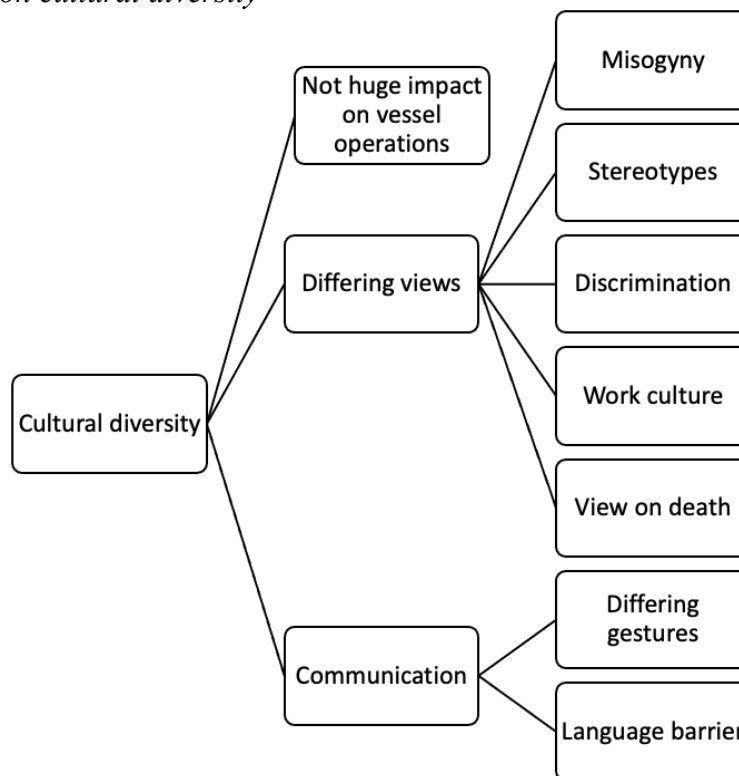 on cultural diversity
Misogyny
Not huge impact
on vessel
operations
Stereotypes
Differing views
Discrimination
Work culture
Cultural diversity
View on death
Differing
gestures
Communication
Language barrier